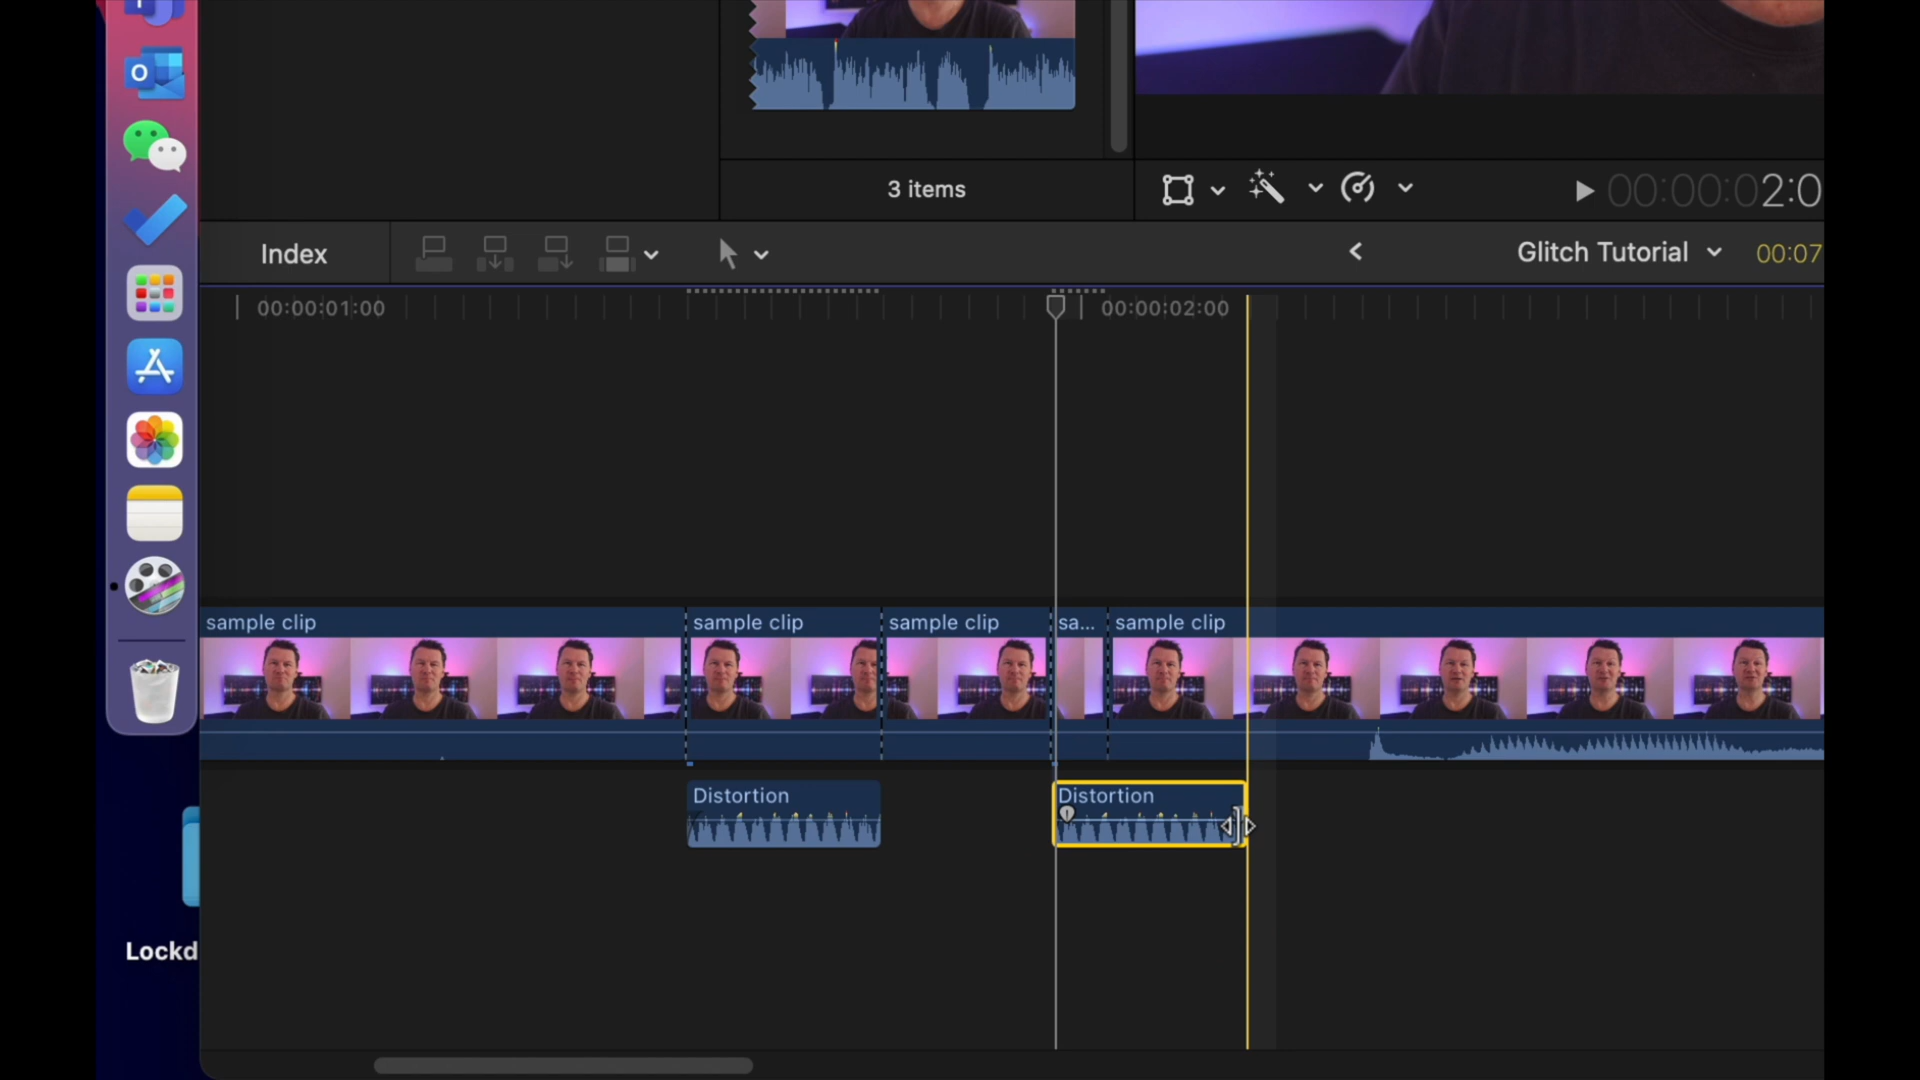 3 items
00:00:02:0
Index
Glitch Tutorial
00:07
00:00:01:00
00:00:02:00
sample clip
sample clip
sample clip
sa...
sample clip
Distortion
Distortion
Lockd